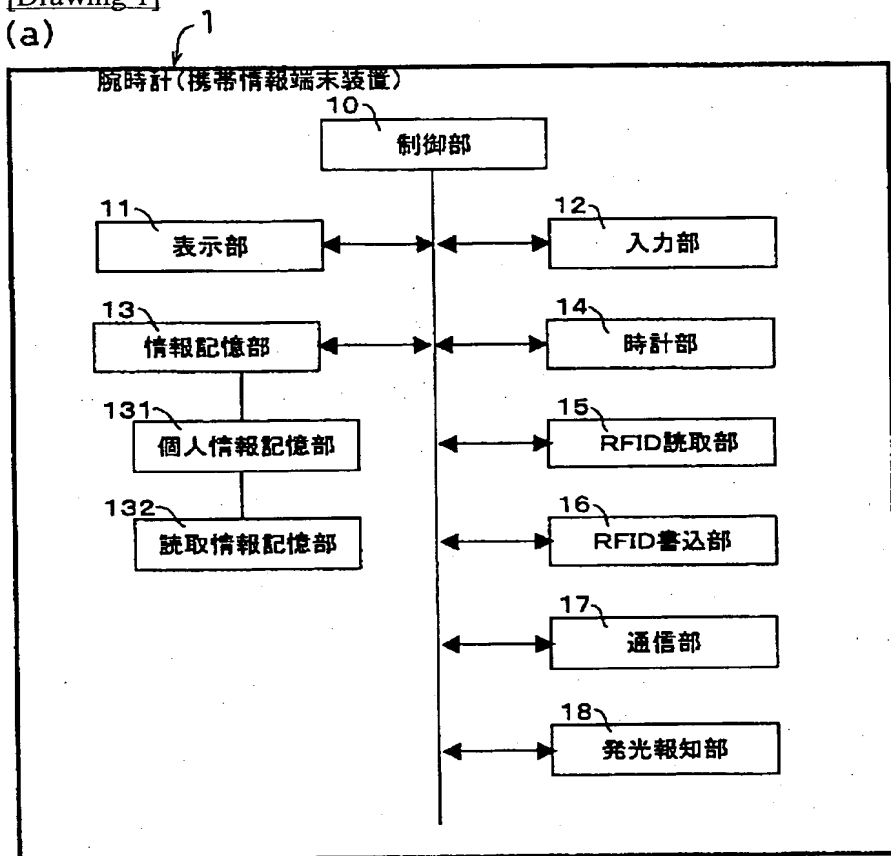 [Drawing 1]
(a)
1
腕時計(携帯情報端末装置)
10
制御部
11
表示部
12
入力部
13
情報記憶部
14
時計部
131
個人情報記憶部
15
RFID読取部
132
読取情報記憶部
16
RFID書込部
17
通信部
18
発光報知部